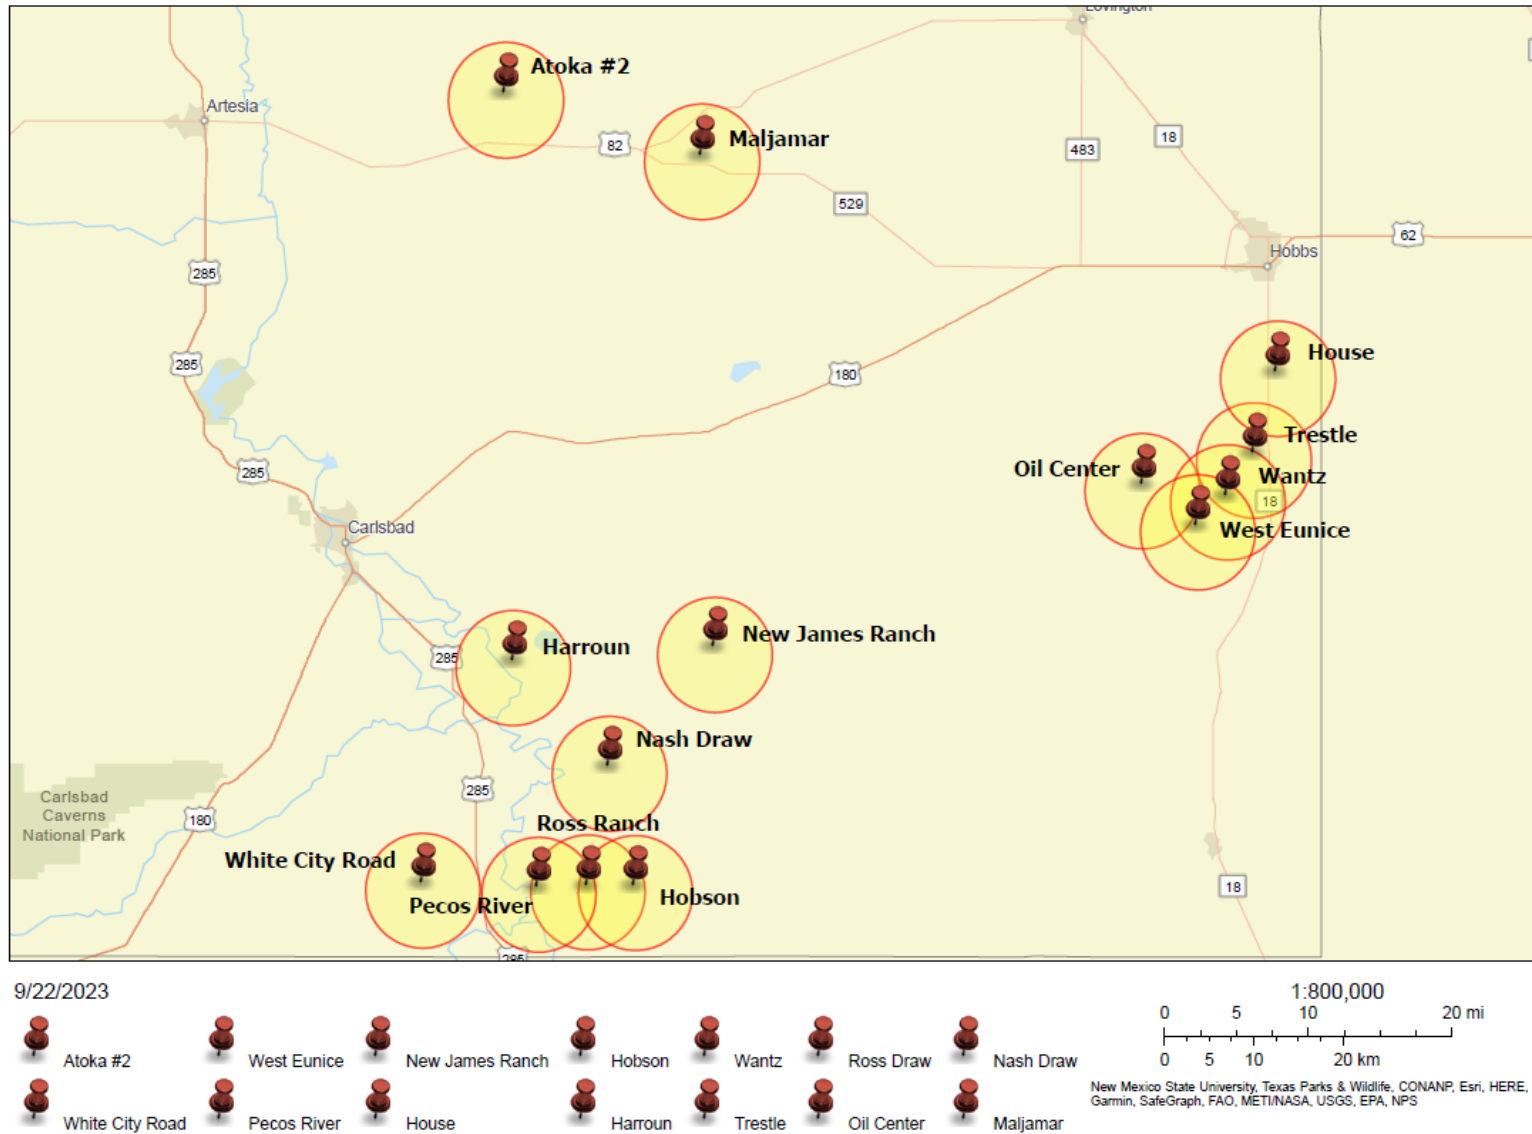 Lovington
Atoka #2
Artesia
Maljamar
82
483
18
529
62
Hobbs
285
House
285
180
Trestle
Oil Center
Wantz
285
18
West Eunice
Carlsbad
New James Ranch
Harroun
285
Nash Draw
285
Carlsbad
Caverns
National Park
180
Ross Ranch
White City Road
18
Hobson
Pecos River
285
9/22/2023
1:800,000
0 5 10 20 mi
0 5 10 20 km
Atoka #2 West Eunice New James Ranch Hobson Wantz Ross Draw Nash Draw
White City Road Pecos River House Harroun Trestle Oil Center Maljamar
New Mexico State University, Texas Parks & Wildlife, CONANP, Esri, HERE,
Garmin, SafeGraph, FAO, METI/NASA, USGS, EPA, NPS